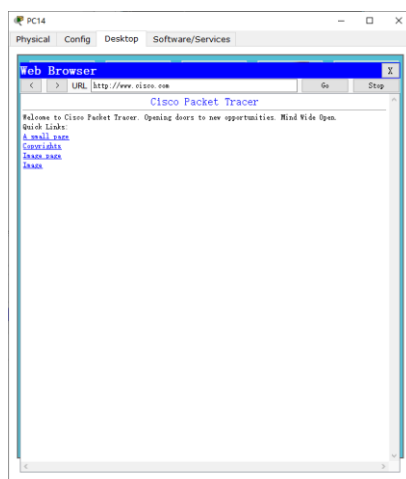 PC14
Physical Config Desktop Software/Services
Web Browser X
< > URL http://www.cisco.com Go Stop
Cisco Packet Tracer
Welcome to Cisco Packet Tracer. Opening doors to new opportunities. Mind Wide Open.
Quick Links:
A small page
Copyrights
Image page
Image